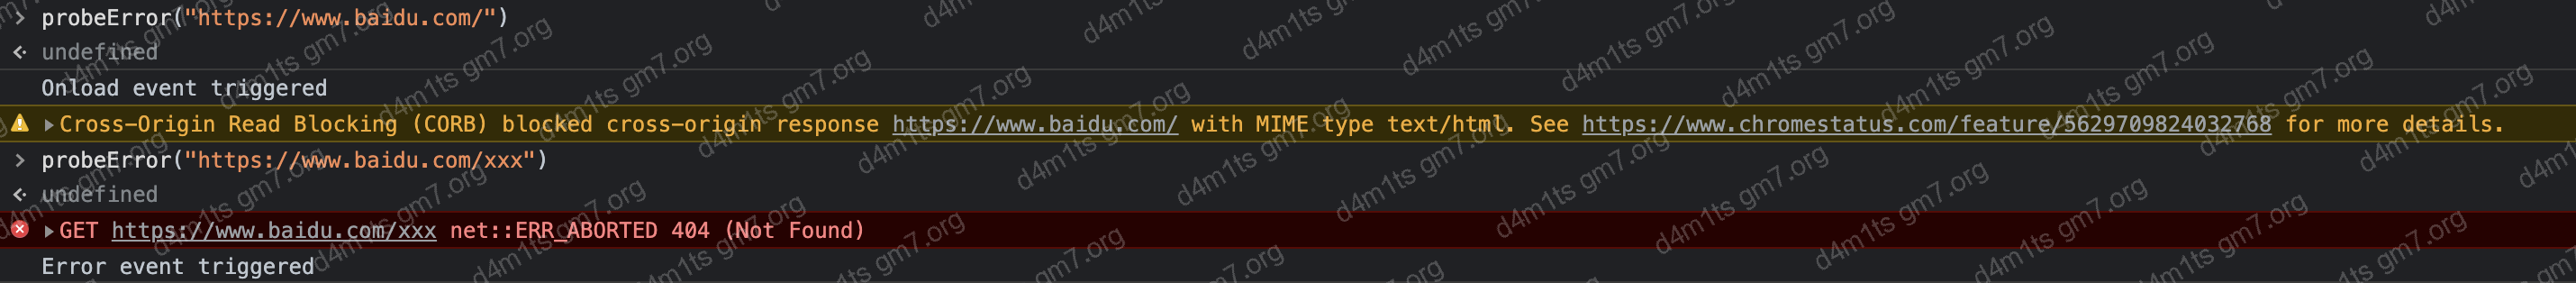 probeError("https://www.baidu.com/")
undefined
Onload event triggered
Cross-Origin Read Blocking (CORB) blocked cross-origin response https://www.baidu.com/ with MIME type text/html. See https://www.chromestatus.com/feature/5629709824032768 for more details.
probeError("https://www.baidu.com/xxx")
undefined
GET https://www.baidu.com/xxx net::ERR_ABORTED 404 (Not Found)
Error event triggered
d4m1ts gm7.org